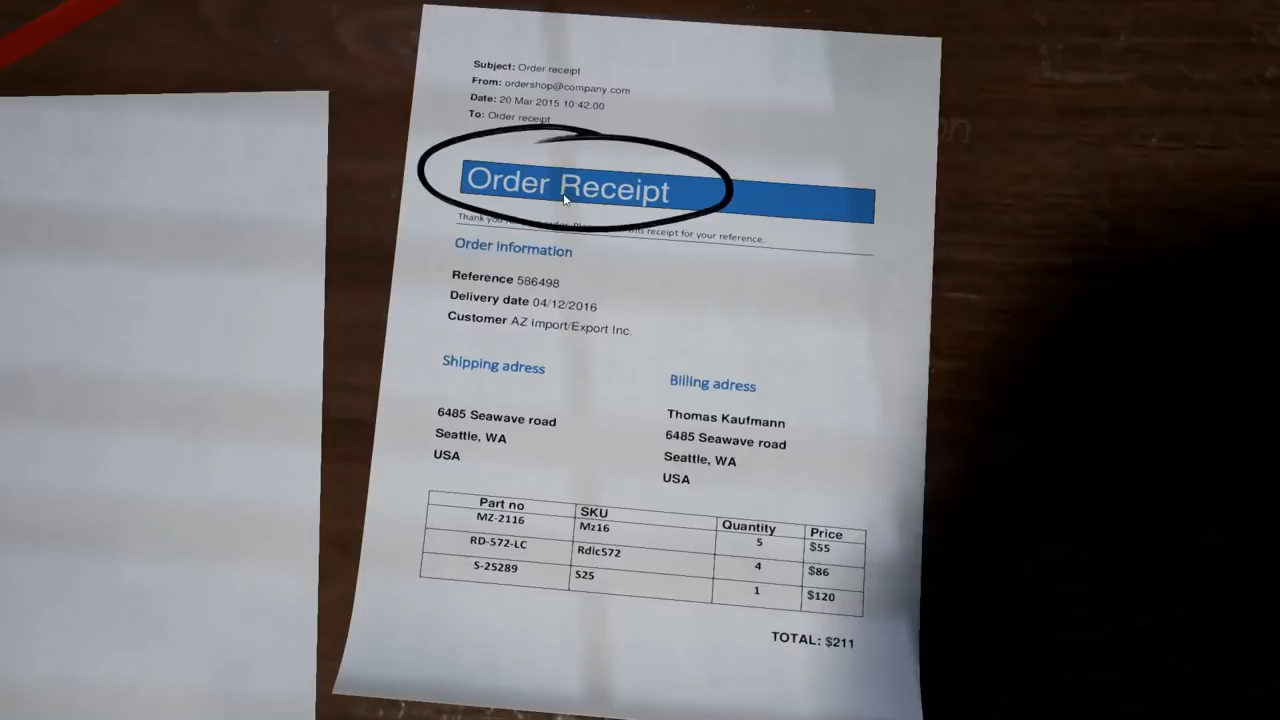 Subject: Order receipt
From: ordershop@company.com
Date: 20 Mar 2015 10:42:00
To: Order receipt
Order Receipt
Thank you this receipt for your reference.
Order information
Reference 586498
Delivery date 04/12/2016
Customer AZ Import/Export Inc.
Shipping adress
6485 Seawave road
Seattle, WA
USA
Billing adress
Thomas Kaufmann
6485 Seawave road
Seattle, WA
USA
Part no SKU Quantity Price
MZ-2116 Mz16 5 $55
RD-572-LC Rdlc572 4 $86
S-25289 S25 1 $120
TOTAL: $211